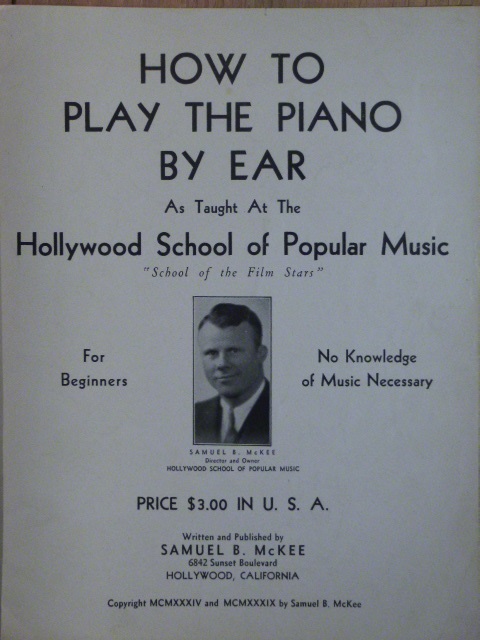 HOW TO
PLAY THE PIANO
BY EAR
As Taught At The
Hollywood School of Popular Music
"School of the Film Stars"
For
Beginners
No Knowledge
of Music Necessary
SAMUEL B. McKEE
Director and Owner
HOLLYWOOD SCHOOL OF POPULAR MUSIC
PRICE $3.00 IN U. S. A.
Written and Published by
SAMUEL B. McKEE
6842 Sunset Boulevard
HOLLYWOOD, CALIFORNIA
Copyright MCMXXXIV and MCMXXXIX by Samuel B. McKee